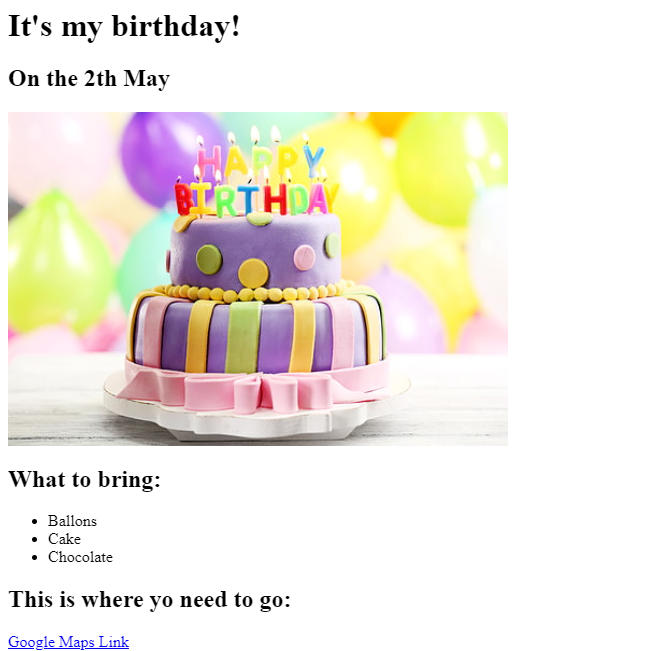 It's my birthday!
On the 2th May
HAPPY
BIRTHDAY
What to bring:
Ballons
Cake
Chocolate
This is where yo need to go:
Google Maps Link